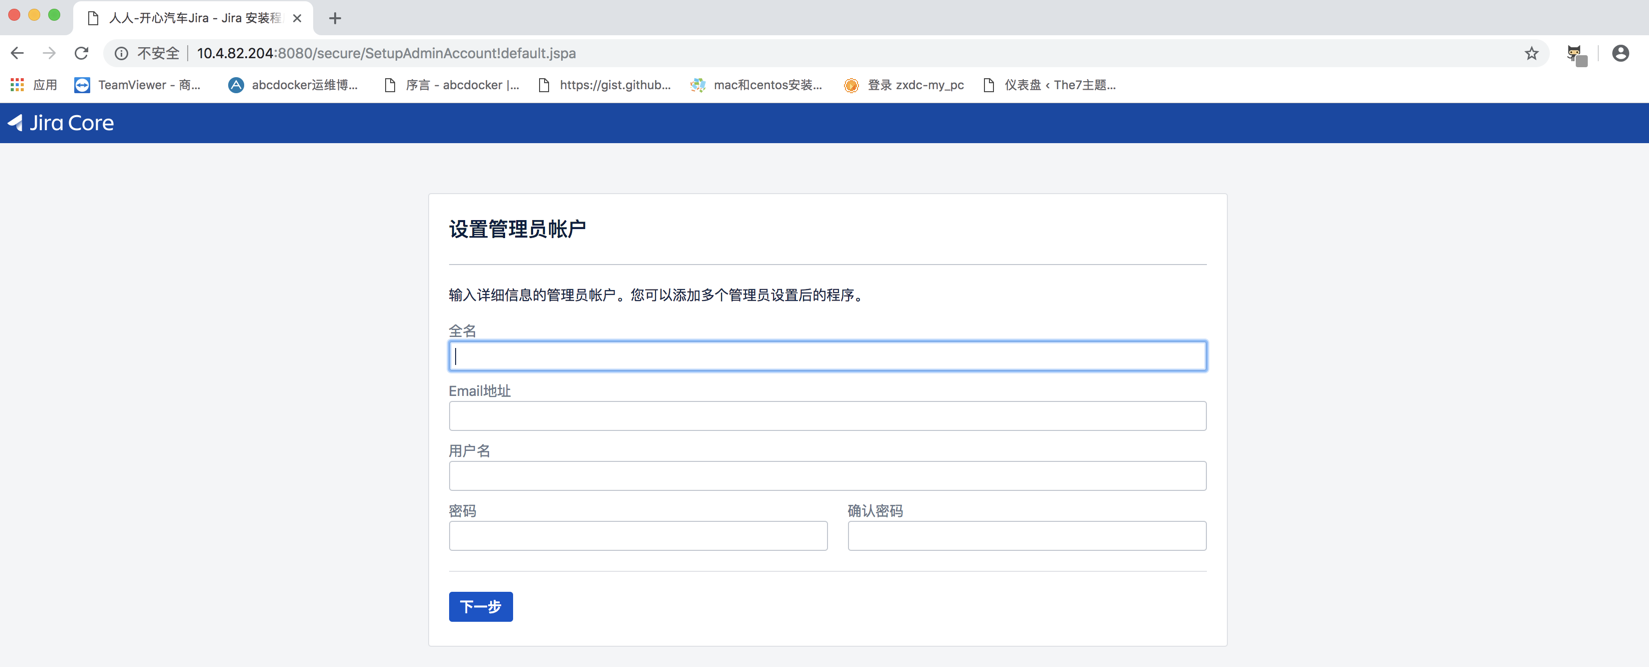 人人-开心汽车Jira - Jira 安装程
不安全 10.4.82.204:8080/secure/SetupAdminAccount!default.jspa
应用 TeamViewer - 商... abcdocker运维博... 序言 - abcdocker |... https://gist.github... mac和centos安装... 登录 zxdc-my_pc 仪表盘 ‹ The7主题...
Jira Core
设置管理员帐户
输入详细信息的管理员帐户。您可以添加多个管理员设置后的程序。
全名
Email地址
用户名
密码 确认密码
下一步